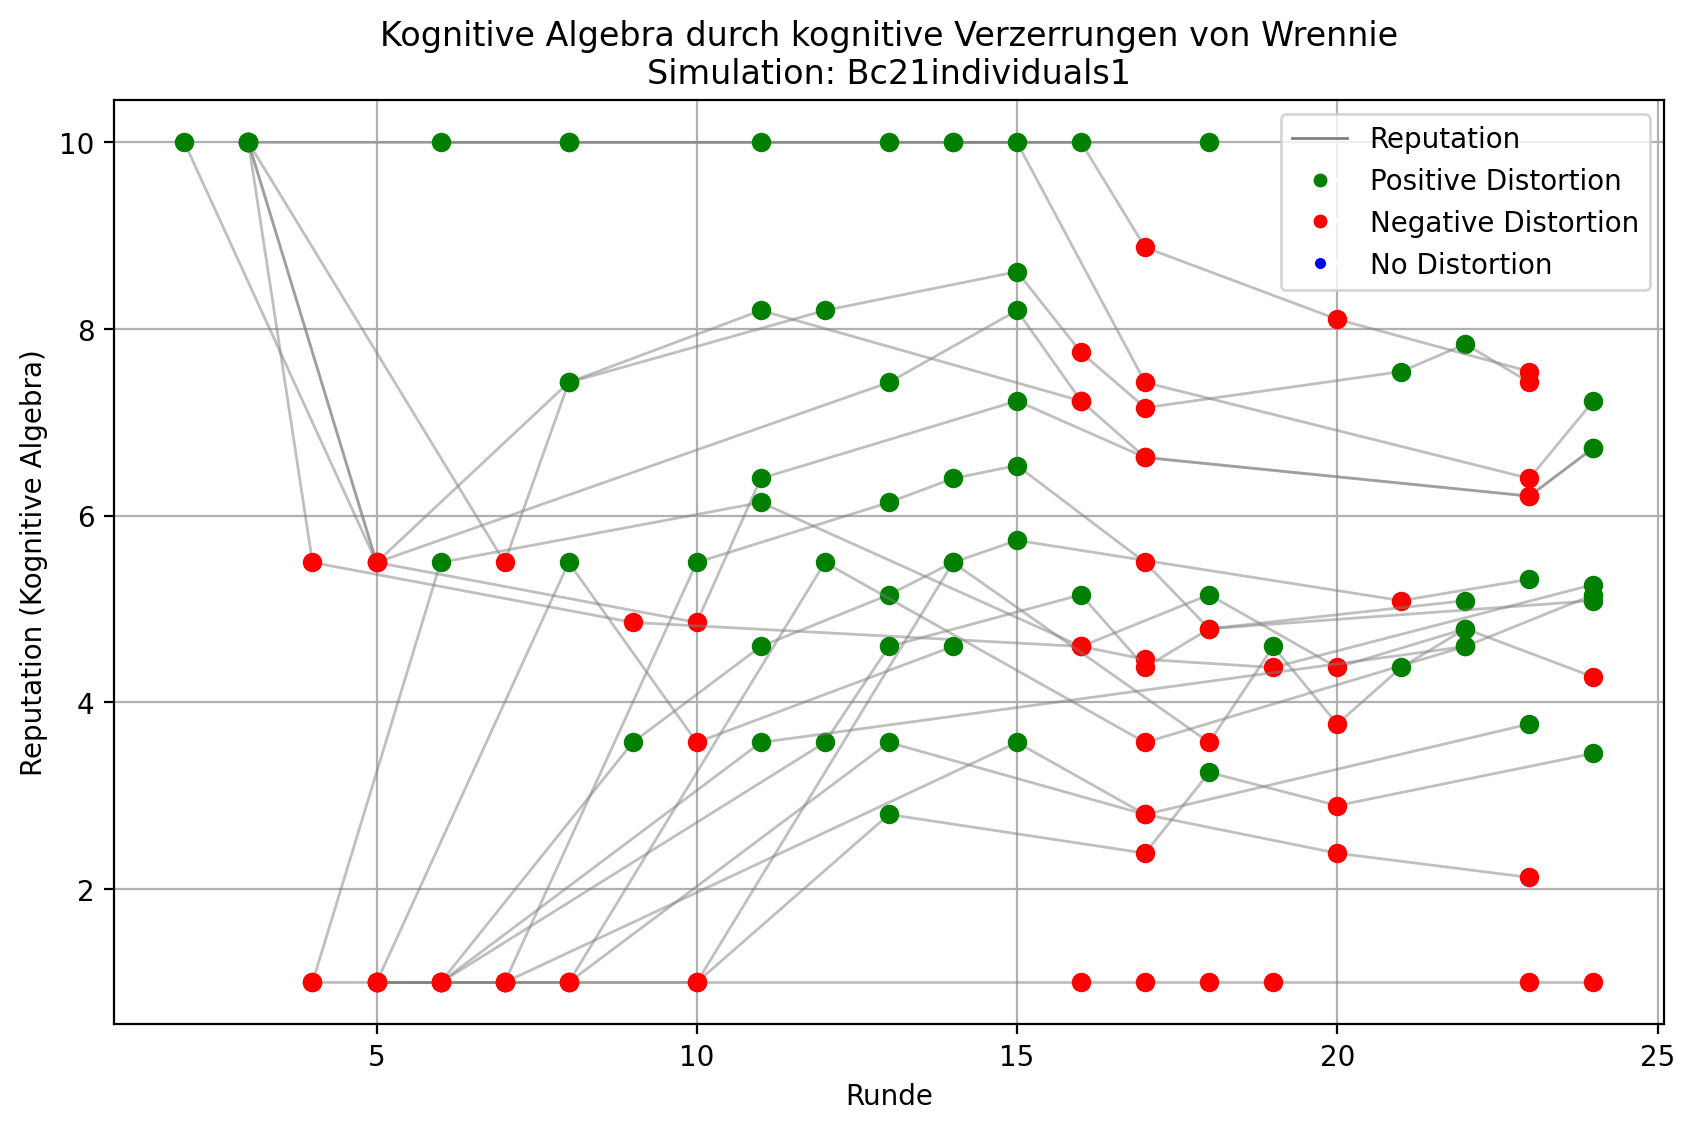 Kognitive Algebra durch kognitive Verzerrungen von Wrennie
Simulation: Bc21individuals1
Reputation (Kognitive Algebra)
10
8
6
4
2
Reputation
Positive Distortion
Negative Distortion
No Distortion
5
10
15
20
25
Runde